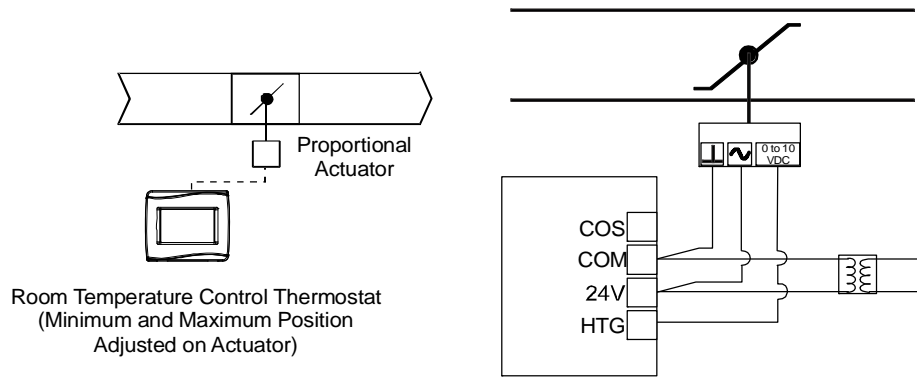 Proportional
Actuator
Room Temperature Control Thermostat
(Minimum and Maximum Position
Adjusted on Actuator)
0 to 10
VDC
COS
COM
24V
HTG